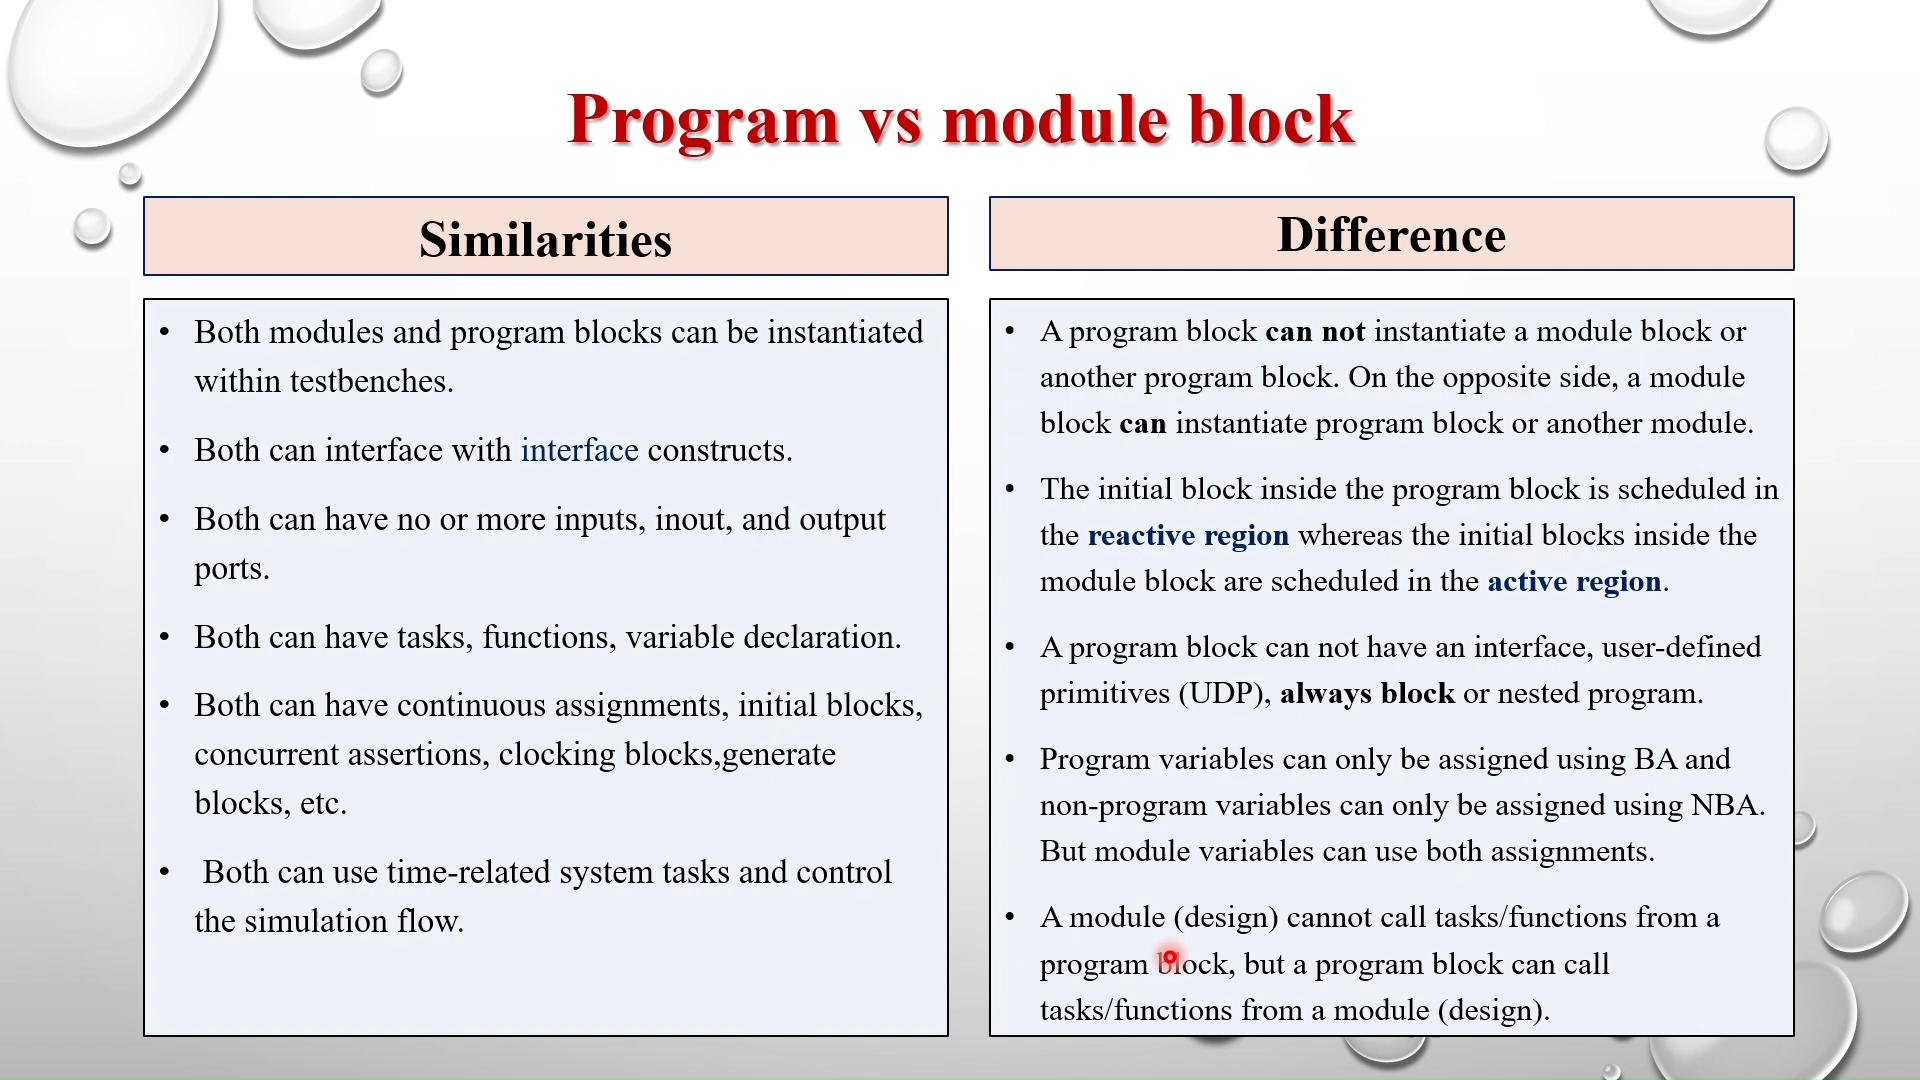 Program vs module block
Similarities
• Both modules and program blocks can be instantiated
within testbenches.
• Both can interface with interface constructs.
• Both can have no or more inputs, inout, and output
ports.
• Both can have tasks, functions, variable declaration.
• Both can have continuous assignments, initial blocks,
concurrent assertions, clocking blocks,generate
blocks, etc.
• Both can use time-related system tasks and control
the simulation flow.
Difference
• A program block can not instantiate a module block or
another program block. On the opposite side, a module
block can instantiate program block or another module.
• The initial block inside the program block is scheduled in
the reactive region whereas the initial blocks inside the
module block are scheduled in the active region.
• A program block can not have an interface, user-defined
primitives (UDP), always block or nested program.
• Program variables can only be assigned using BA and
non-program variables can only be assigned using NBA.
But module variables can use both assignments.
• A module (design) cannot call tasks/functions from a
program block, but a program block can call
tasks/functions from a module (design).